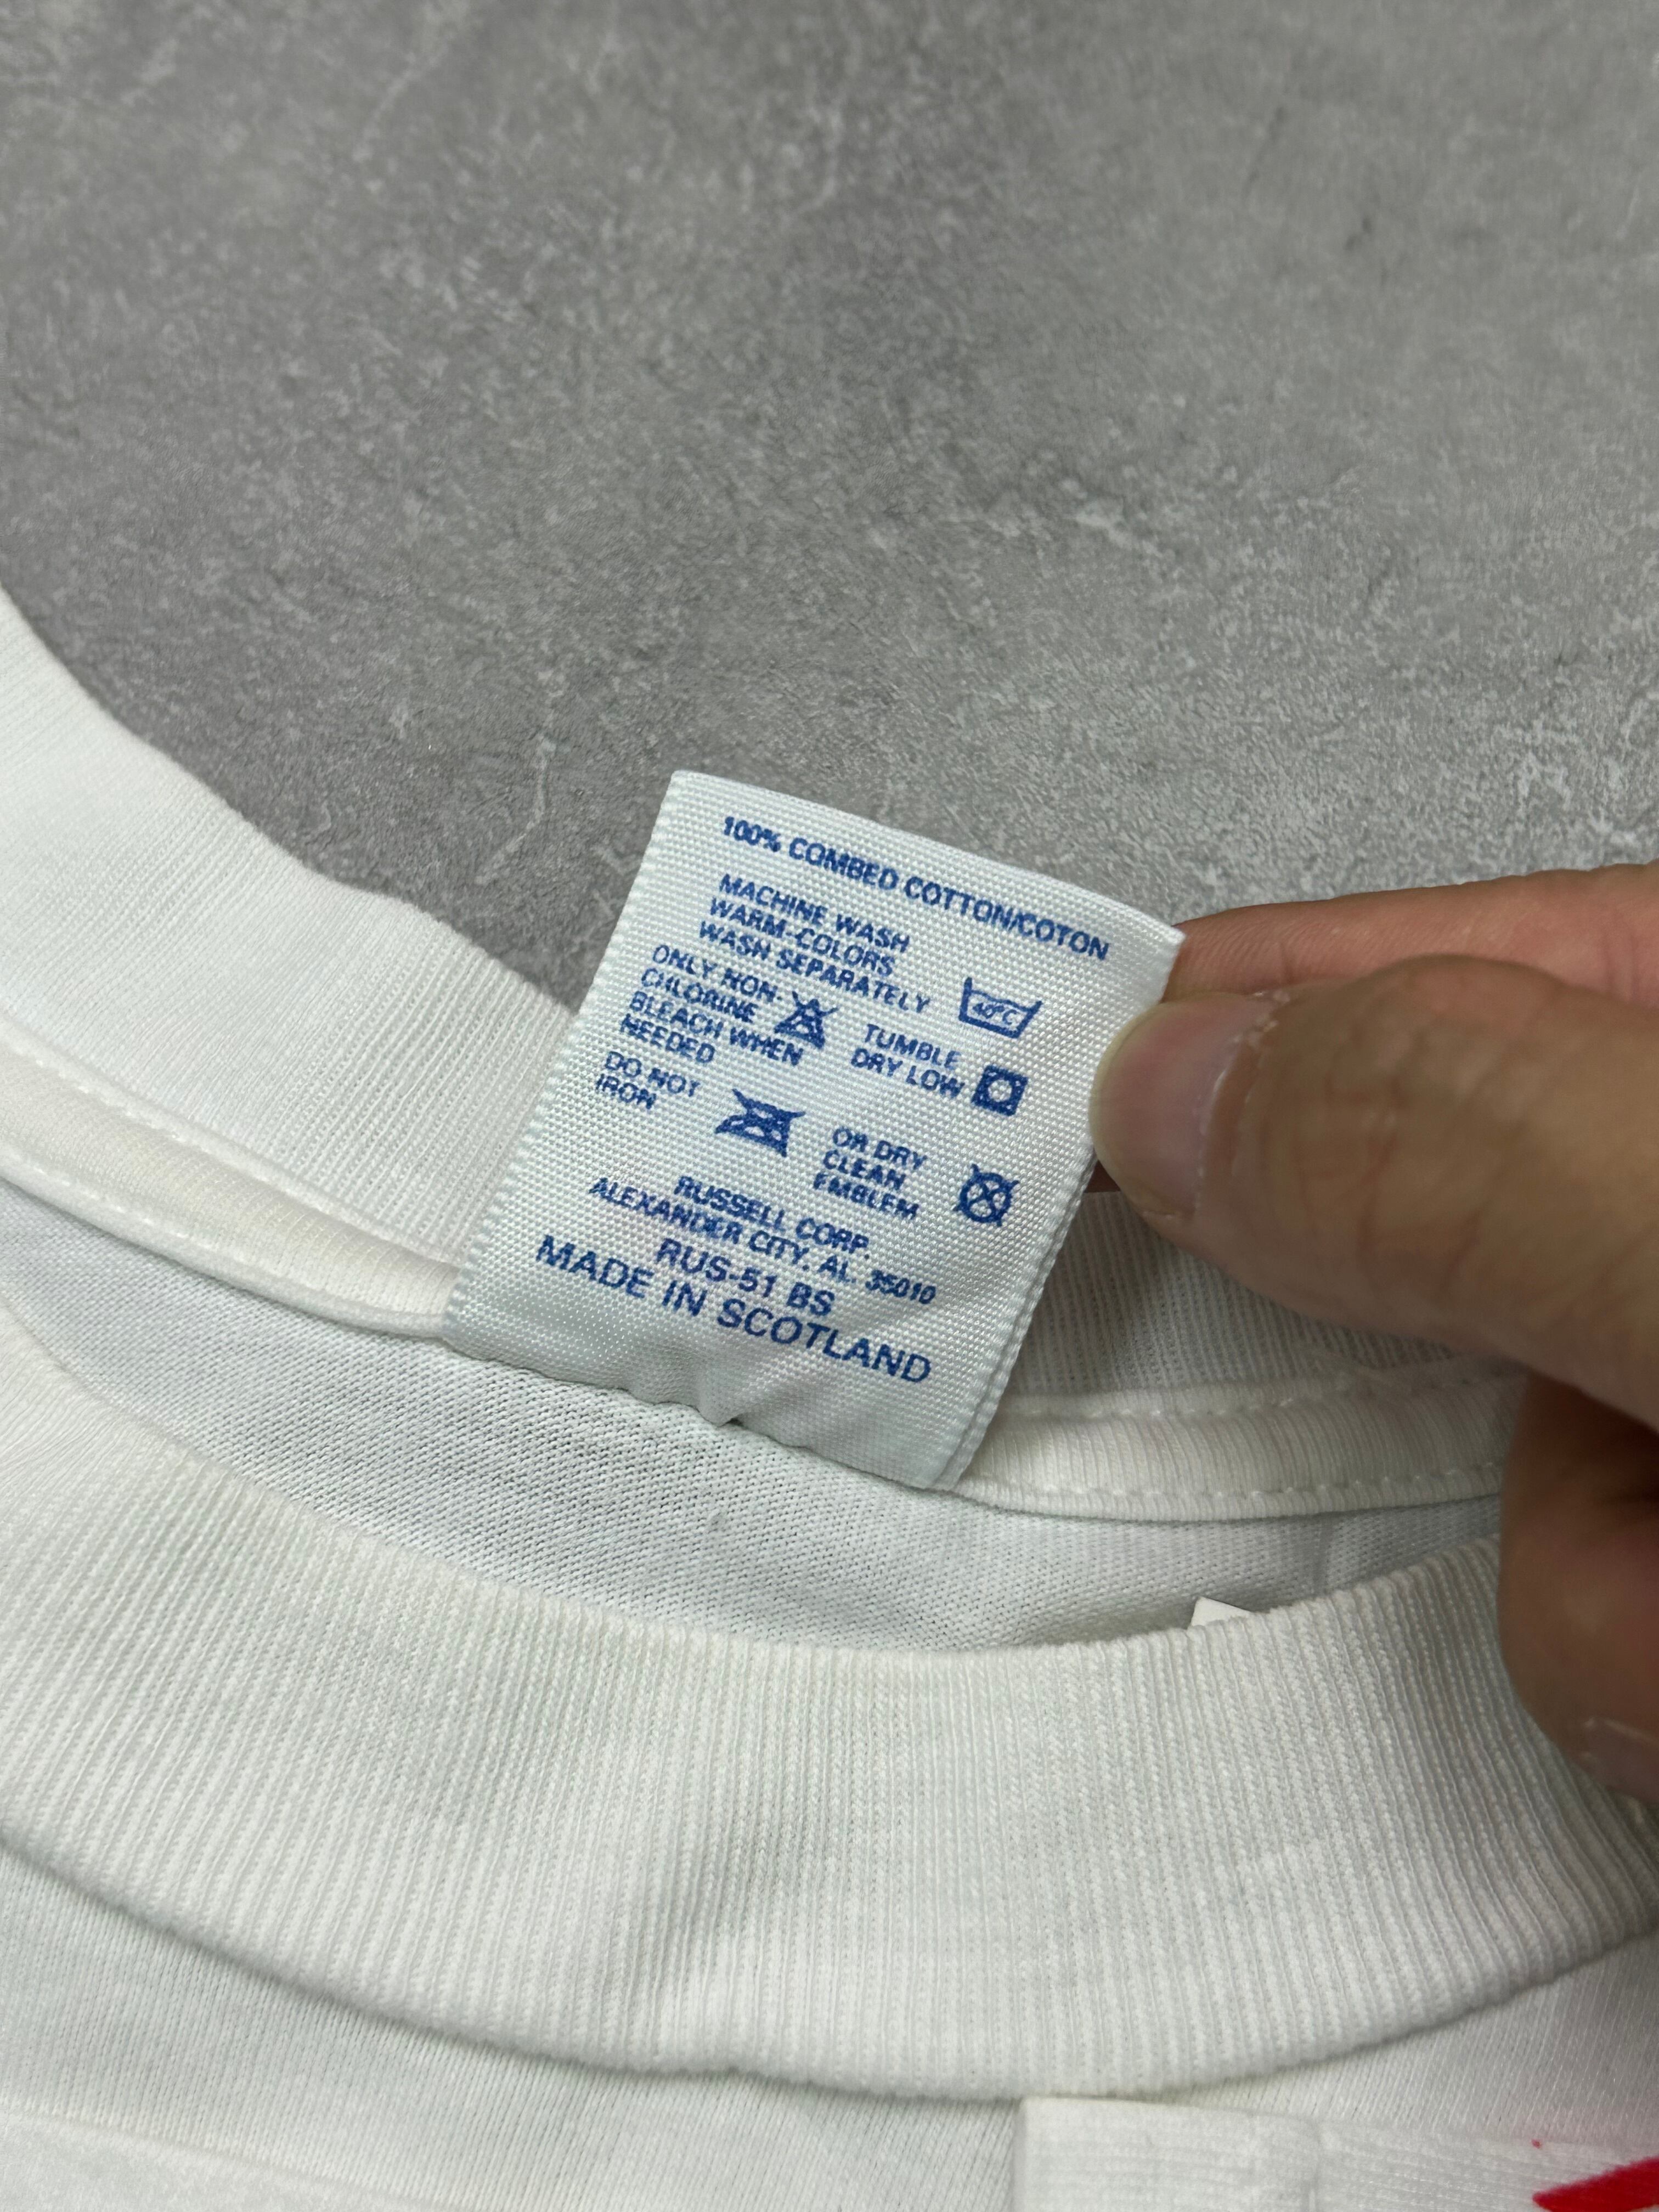 100% COMBED COTTON/COTON
MACHINE WASH
WARM-COLORS
WASH SEPARATELY
40°C
ONLY NON-
CHLORINE
BLEACH WHEN
NEEDED
TUMBLE
DRY LOW
DO NOT
IRON
OR DRY
CLEAN
EMBLEM
RUSSELL CORP.
ALEXANDER CITY, AL. 35010
RUS-51 BS
MADE IN SCOTLAND